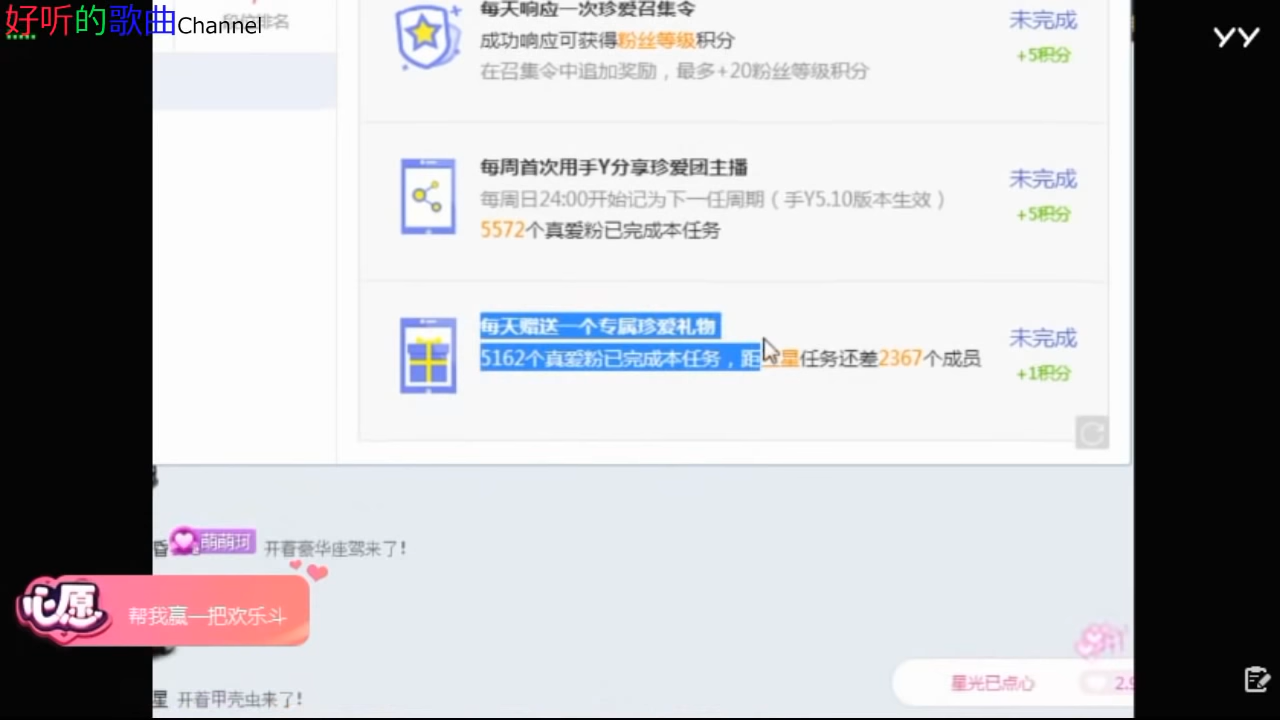 好听的歌曲Channel
YY
每天响应一次珍爱召集令
未完成
成功响应可获得粉丝等级积分
+5积分
在召集令中追加奖励，最多+20粉丝等级积分
每周首次用手Y分享珍爱团主播
未完成
每周日24:00开始记为下一任周期（手Y5.10版本生效）
+5积分
5572个真爱粉已完成本任务
每天赠送一个专属珍爱礼物
未完成
5162个真爱粉已完成本任务，距星任务还差2367个成员
+1积分
萌萌珂 开着豪华座驾来了！
心愿 帮我赢一把欢乐斗
星光已点心
星 开着甲壳虫来了！